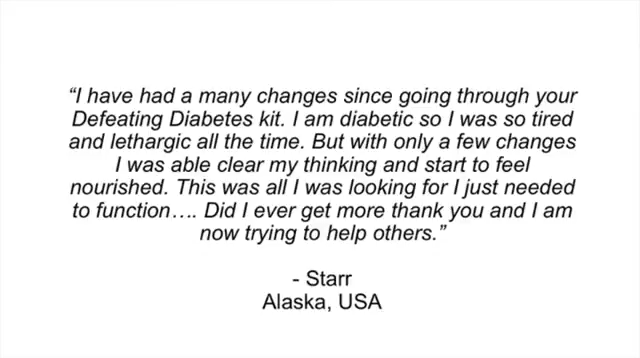 “I have had a many changes since going through your
Defeating Diabetes kit. I am diabetic so I was so tired
and lethargic all the time. But with only a few changes
I was able clear my thinking and start to feel
nourished. This was all I was looking for I just needed
to function…. Did I ever get more thank you and I am
now trying to help others.”
- Starr
Alaska, USA